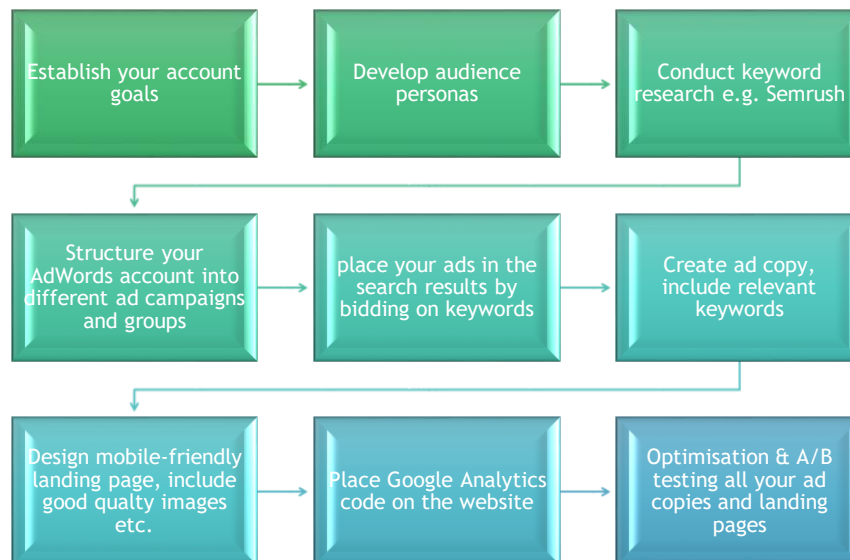 Establish your account
goals
Develop audience
personas
Conduct keyword
research e.g. Semrush
Structure your
AdWords account into
different ad campaigns
and groups
place your ads in the
search results by
bidding on keywords
Create ad copy,
include relevant
keywords
Design mobile-friendly
landing page, include
good qualty images
etc.
Place Google Analytics
code on the website
Optimisation & A/B
testing all your ad
copies and landing
pages